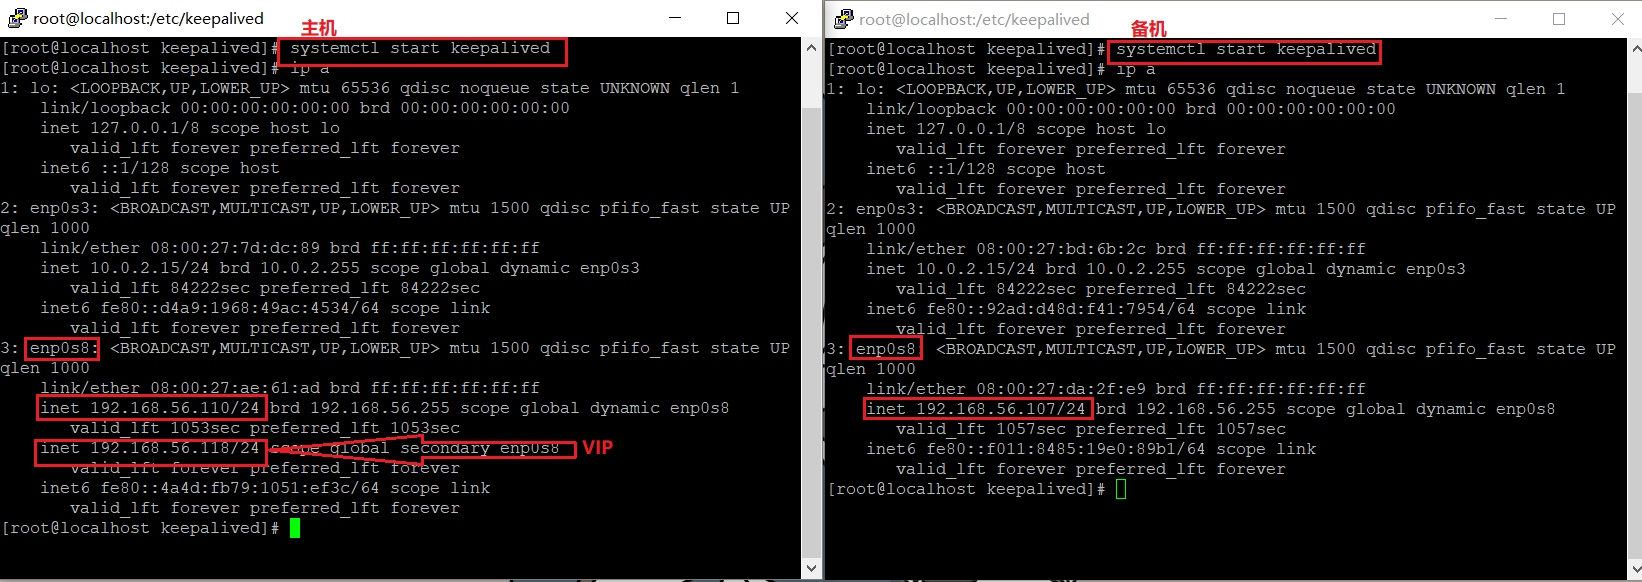 root@localhost:/etc/keepalived
主机
[root@localhost keepalived]# systemctl start keepalived
[root@localhost keepalived]# ip a
1: lo: <LOOPBACK,UP,LOWER_UP> mtu 65536 qdisc noqueue state UNKNOWN qlen 1
    link/loopback 00:00:00:00:00:00 brd 00:00:00:00:00:00
    inet 127.0.0.1/8 scope host lo
       valid_lft forever preferred_lft forever
    inet6 ::1/128 scope host
       valid_lft forever preferred_lft forever
2: enp0s3: <BROADCAST,MULTICAST,UP,LOWER_UP> mtu 1500 qdisc pfifo_fast state UP
qlen 1000
    link/ether 08:00:27:7d:dc:89 brd ff:ff:ff:ff:ff:ff
    inet 10.0.2.15/24 brd 10.0.2.255 scope global dynamic enp0s3
       valid_lft 84222sec preferred_lft 84222sec
    inet6 fe80::d4a9:1968:49ac:4534/64 scope link
       valid_lft forever preferred_lft forever
3: enp0s8: <BROADCAST,MULTICAST,UP,LOWER_UP> mtu 1500 qdisc pfifo_fast state UP
qlen 1000
    link/ether 08:00:27:ae:61:ad brd ff:ff:ff:ff:ff:ff
    inet 192.168.56.110/24 brd 192.168.56.255 scope global dynamic enp0s8
       valid_lft 1053sec preferred_lft 1053sec
    inet 192.168.56.118/24 scope global secondary enp0s8 VIP
       valid_lft forever preferred_lft forever
    inet6 fe80::4a4d:fb79:1051:ef3c/64 scope link
       valid_lft forever preferred_lft forever
[root@localhost keepalived]#
root@localhost:/etc/keepalived
备机
[root@localhost keepalived]# systemctl start keepalived
[root@localhost keepalived]# ip a
1: lo: <LOOPBACK,UP,LOWER_UP> mtu 65536 qdisc noqueue state UNKNOWN qlen 1
    link/loopback 00:00:00:00:00:00 brd 00:00:00:00:00:00
    inet 127.0.0.1/8 scope host lo
       valid_lft forever preferred_lft forever
    inet6 ::1/128 scope host
       valid_lft forever preferred_lft forever
2: enp0s3: <BROADCAST,MULTICAST,UP,LOWER_UP> mtu 1500 qdisc pfifo_fast state UP
qlen 1000
    link/ether 08:00:27:bd:6b:2c brd ff:ff:ff:ff:ff:ff
    inet 10.0.2.15/24 brd 10.0.2.255 scope global dynamic enp0s3
       valid_lft 84222sec preferred_lft 84222sec
    inet6 fe80::92ad:d48d:f41:7954/64 scope link
       valid_lft forever preferred_lft forever
3: enp0s8: <BROADCAST,MULTICAST,UP,LOWER_UP> mtu 1500 qdisc pfifo_fast state UP
qlen 1000
    link/ether 08:00:27:da:2f:e9 brd ff:ff:ff:ff:ff:ff
    inet 192.168.56.107/24 brd 192.168.56.255 scope global dynamic enp0s8
       valid_lft 1057sec preferred_lft 1057sec
    inet6 fe80::f011:8485:19e0:89b1/64 scope link
       valid_lft forever preferred_lft forever
[root@localhost keepalived]#